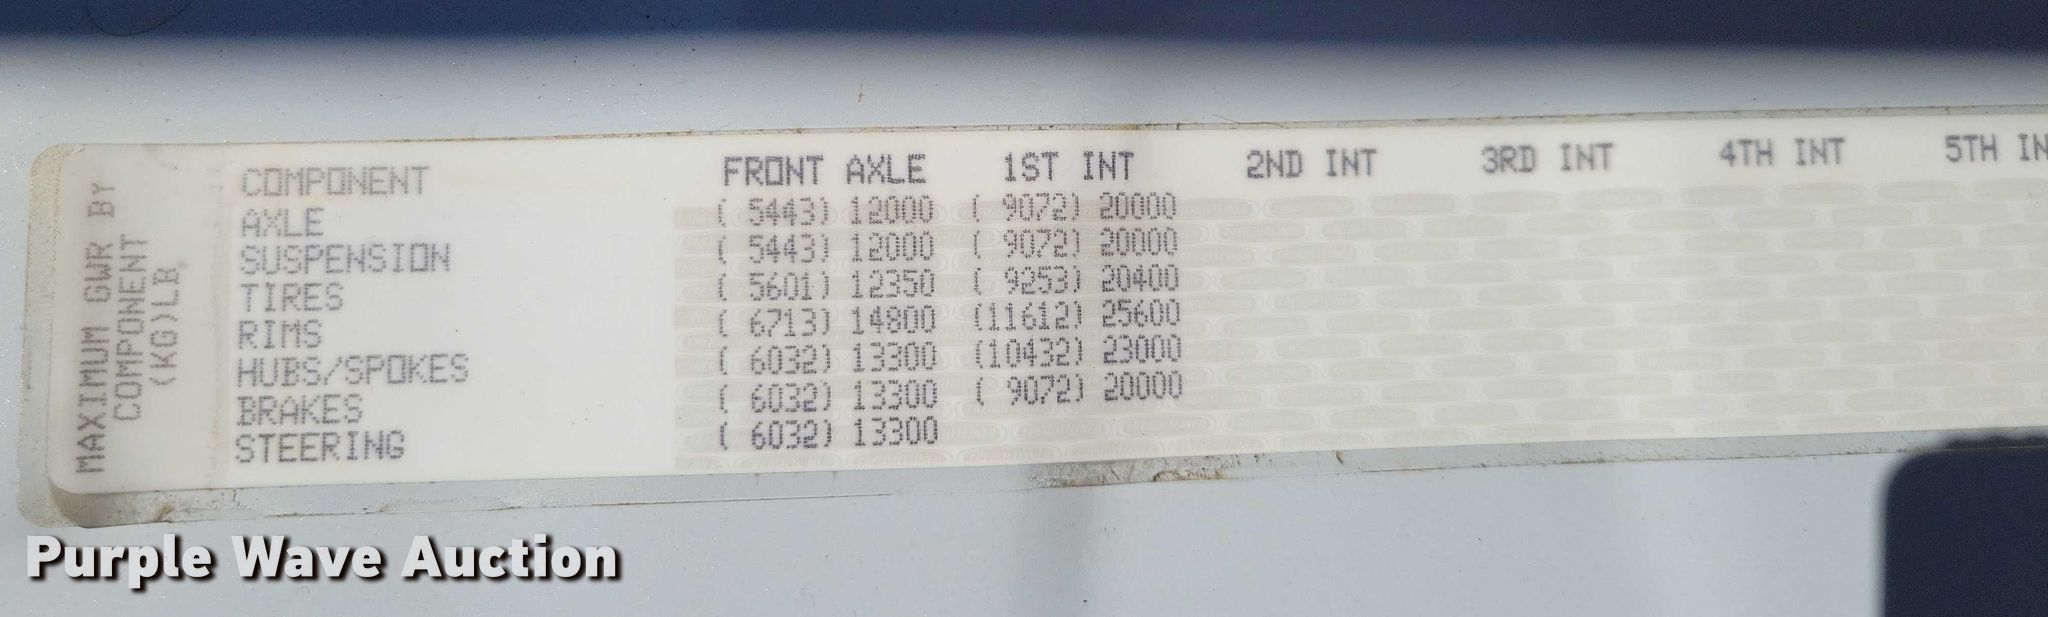 MAXIMUM GWR BY
COMPONENT
(KG)LB
COMPONENT FRONT AXLE 1ST INT 2ND INT 3RD INT 4TH INT 5TH IN
AXLE ( 5443) 12000 ( 9072) 20000
SUSPENSION ( 5443) 12000 ( 9072) 20000
TIRES ( 5601) 12350 ( 9253) 20400
RIMS ( 6713) 14800 (11612) 25600
HUBS/SPOKES ( 6032) 13300 (10432) 23000
BRAKES ( 6032) 13300 ( 9072) 20000
STEERING ( 6032) 13300
Purple Wave Auction